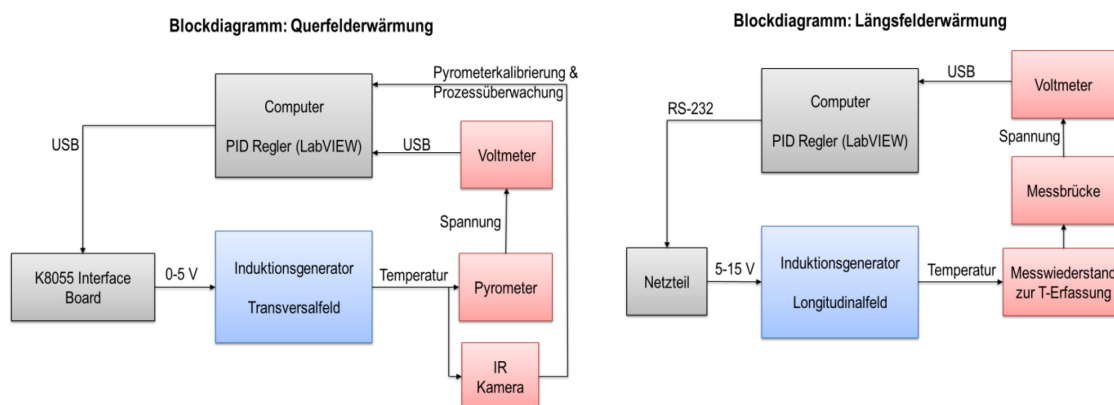 Blockdiagramm: Querfelderwärmung
Pyrometerkalibrierung &
Prozessüberwachung
Computer
PID Regler (LabVIEW)
USB
USB
Voltmeter
Spannung
K8055 Interface
Board
0-5 V
Induktionsgenerator
Transversalfeld
Temperatur
Pyrometer
IR
Kamera
Blockdiagramm: Längsfelderwärmung
USB
Voltmeter
RS-232
Computer
PID Regler (LabVIEW)
Spannung
Messbrücke
Netzteil
5-15 V
Induktionsgenerator
Longitudinalfeld
Temperatur
Messwiederstand
zur T-Erfassung